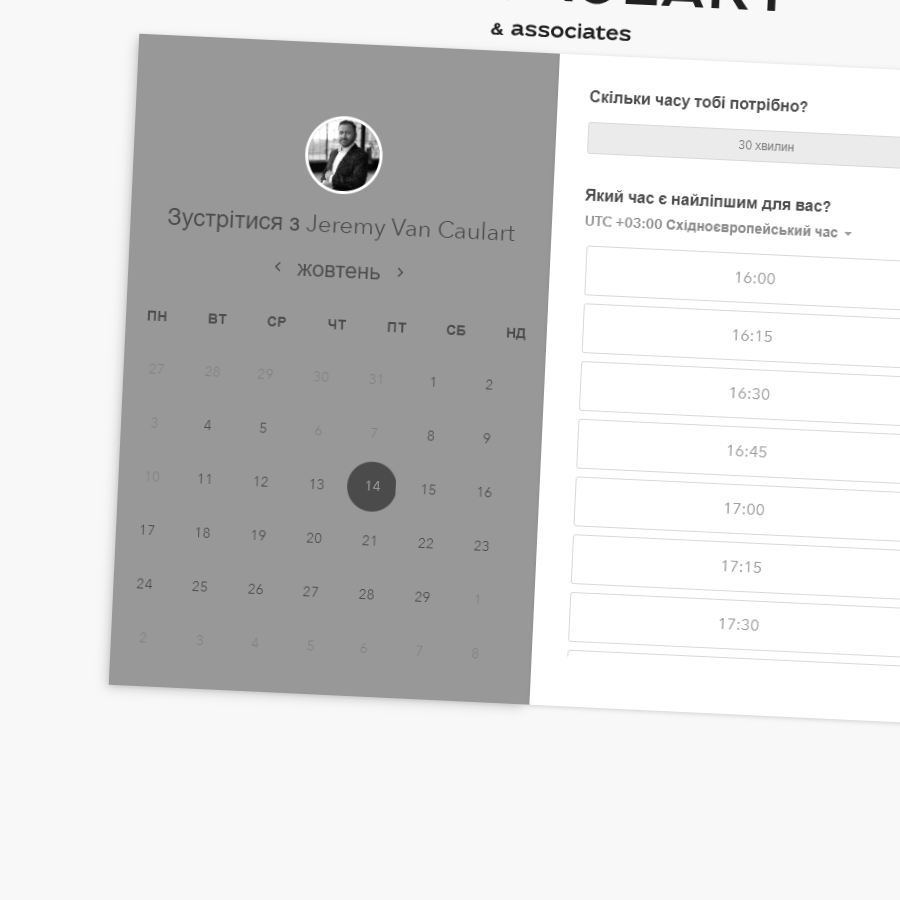 & associates
Зустрітися з Jeremy Van Caulart
жовтень
ПН ВТ СР ЧТ ПТ СБ НД
27 28 29 30 31 1 2
3 4 5 6 7 8 9
10 11 12 13 14 15 16
17 18 19 20 21 22 23
24 25 26 27 28 29 1
2 3 4 5 6 7 8
Скільки часу тобі потрібно?
30 хвилин
Який час є найліпшим для вас?
UTC +03:00 Східноєвропейський час
16:00
16:15
16:30
16:45
17:00
17:15
17:30